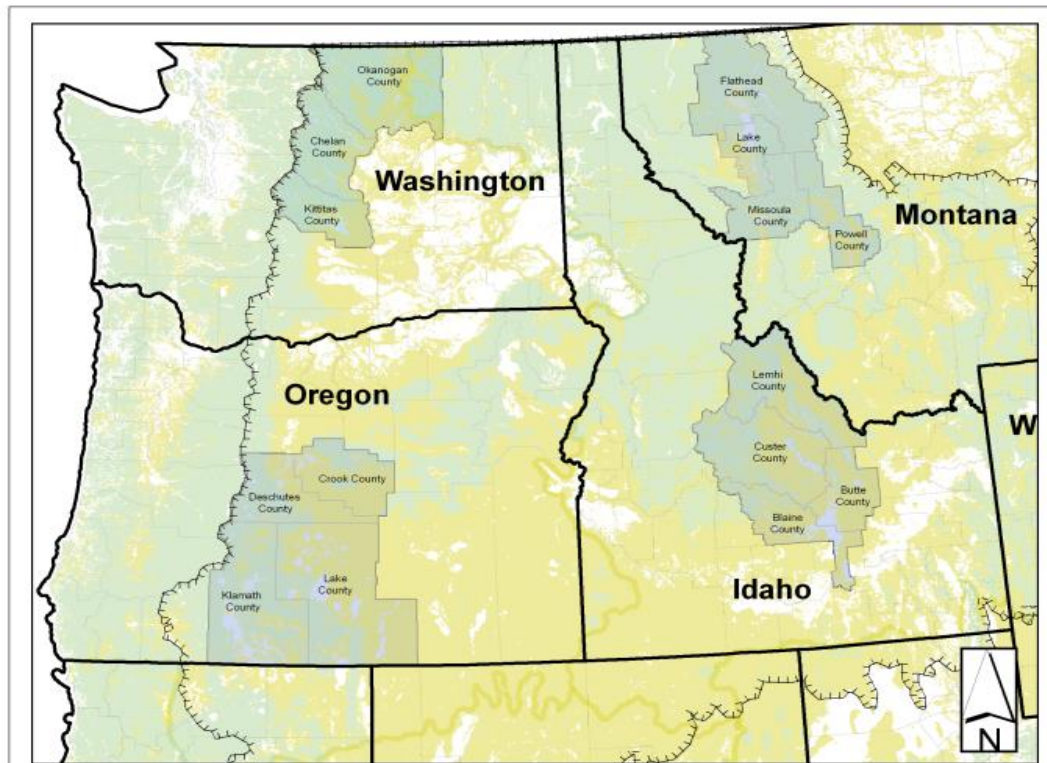 Okanogan
County
Chelan
County
Kittitas
County
Washington
Flathead
County
Lake
County
Missoula
County
Powell
County
Montana
Oregon
Crook County
Deschutes
County
Klamath
County
Lake
County
Lemhi
County
Custer
County
Butte
County
Blaine
County
Idaho
W
N